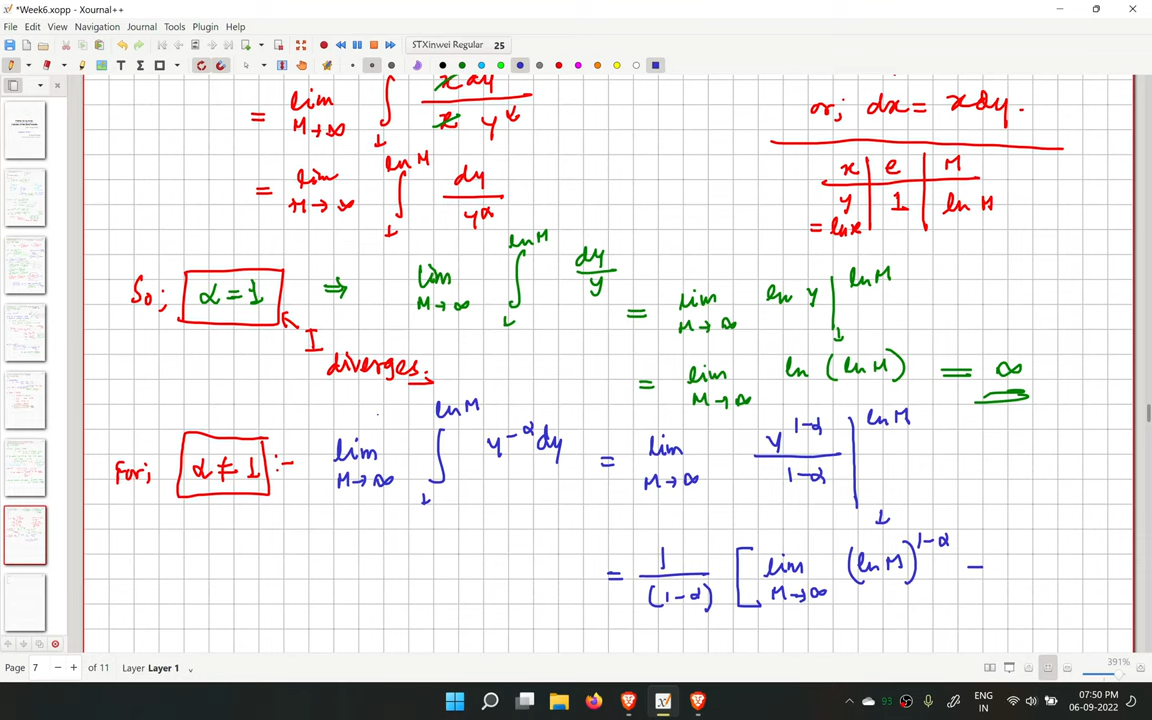 *Week6.xopp - Xournal++
File Edit View Navigation Journal Tools Plugin Help
STXinwei Regular 25
= lim M→∞ ∫ 1 x dy / x y^α
or; dx = x dy.
= lim M→∞ ∫ 1 ln M dy / y^α
x | e | M
y = ln x | 1 | ln M
So; α = 1 ⇒ lim M→∞ ∫ 1 ln M dy / y = lim M→∞ ln y | 1 ln M
I diverges.
= lim M→∞ ln (ln M) = ∞
For; α ≠ 1 :- lim M→∞ ∫ 1 ln M y^-α dy = lim M→∞ y^1-α / 1-α | 1 ln M
= 1 / (1-α) [ lim M→∞ (ln M)^1-α -
Page 7 of 11 Layer Layer 1
391%
93 ENG IN 07:50 PM 06-09-2022